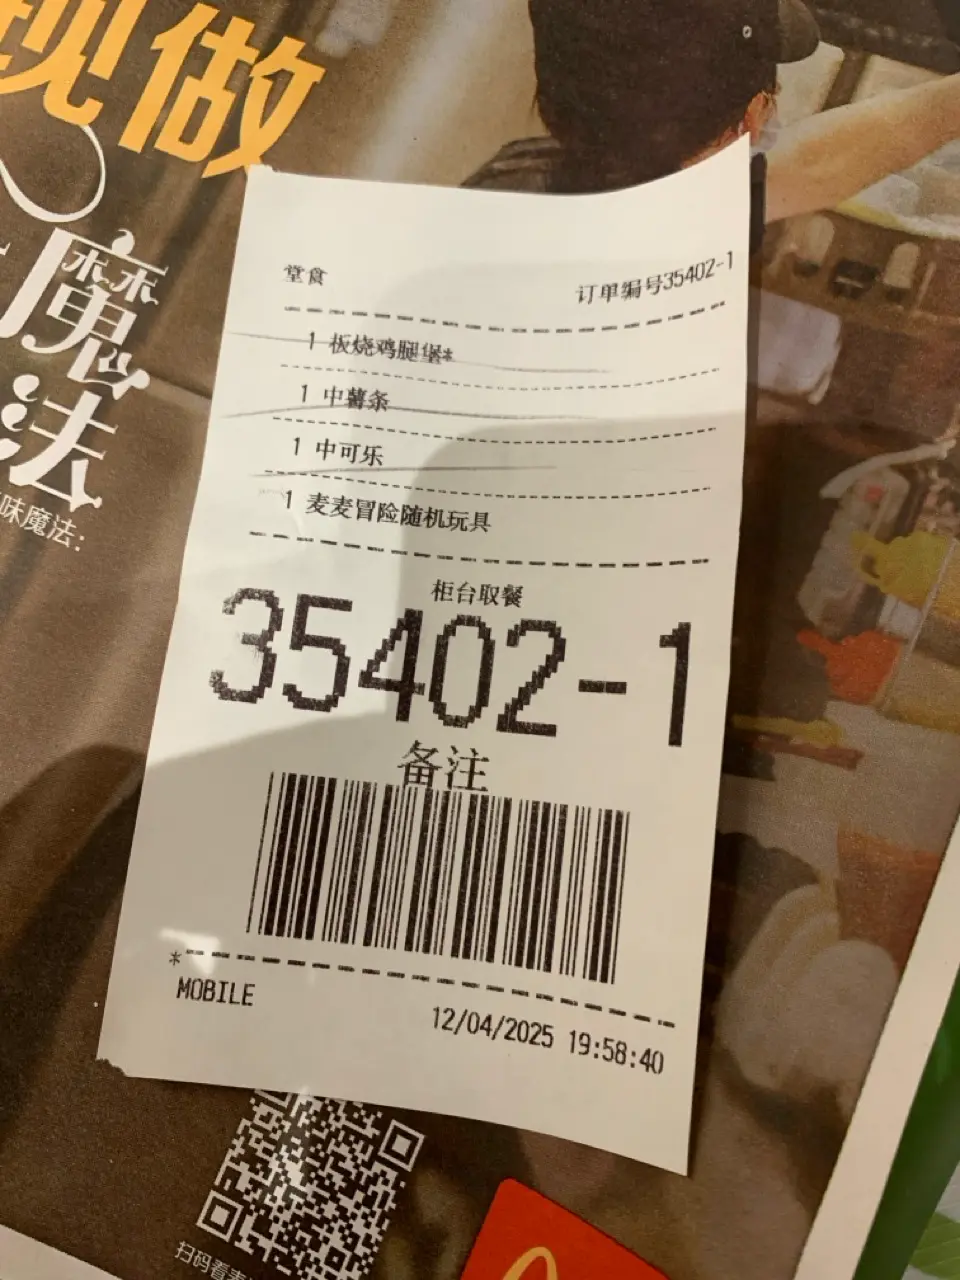 现做
魔法
味魔法:
堂食 订单编号35402-1
1 板烧鸡腿堡*
1 中薯条
1 中可乐
1 麦麦冒险随机玩具
柜台取餐
35402-1
备注
*
MOBILE 12/04/2025 19:58:40
扫码看麦